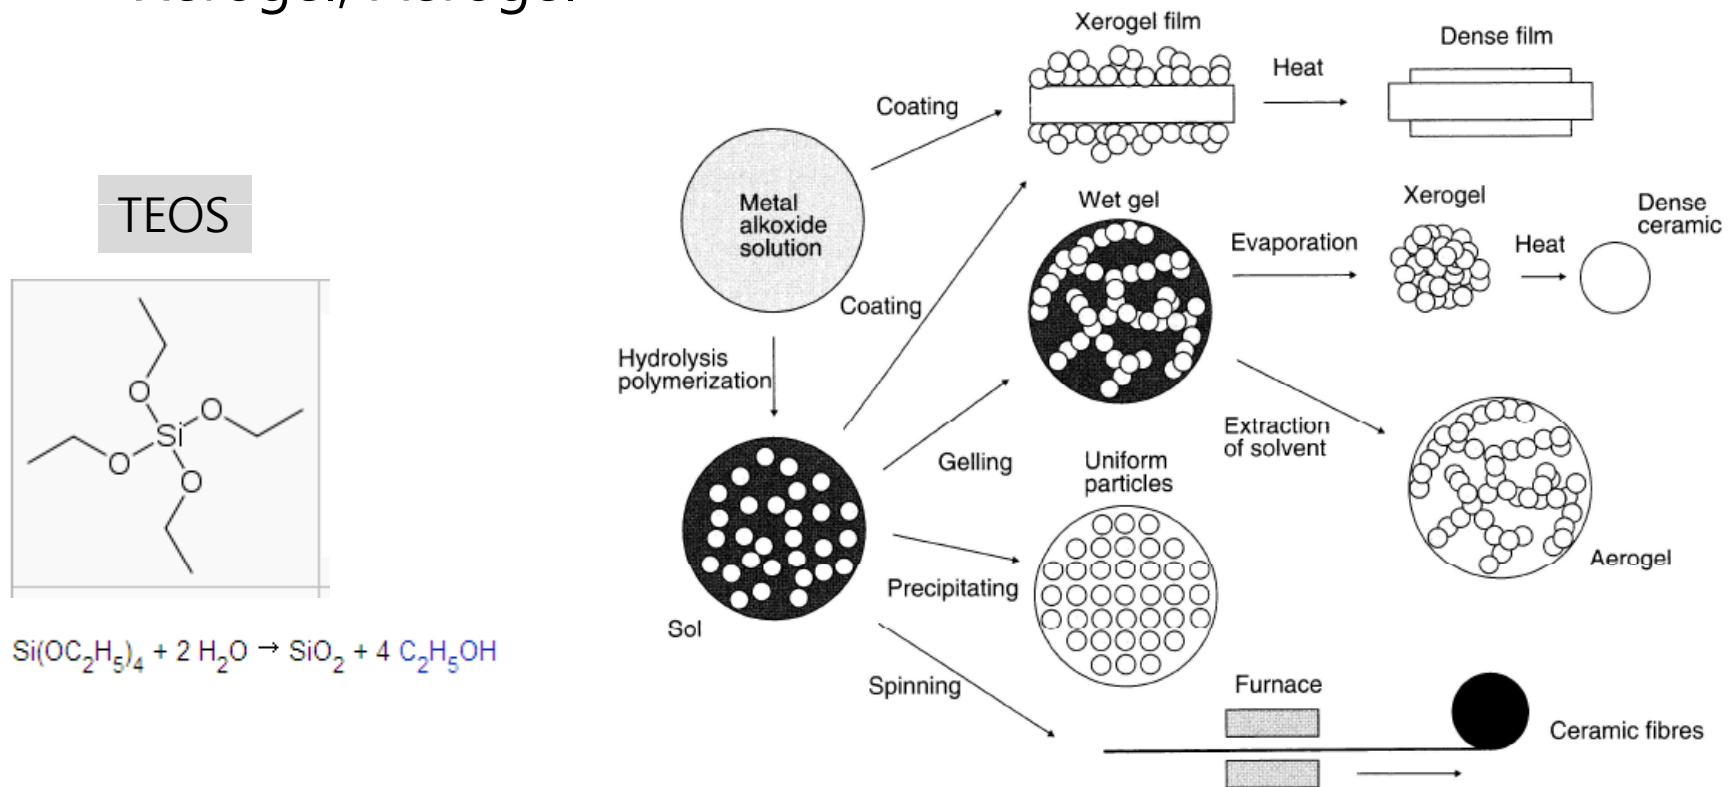 Xerogel, Aerogel
TEOS
O
O
Si
O
O
Si(OC₂H₅)₄ + 2 H₂O → SiO₂ + 4 C₂H₅OH
Xerogel film
Dense film
Heat
Coating
Metal
alkoxide
solution
Wet gel
Xerogel
Dense
ceramic
Evaporation
Heat
Coating
Hydrolysis
polymerization
Gelling
Extraction
of solvent
Uniform
particles
Aerogel
Precipitating
Sol
Spinning
Furnace
Ceramic fibres